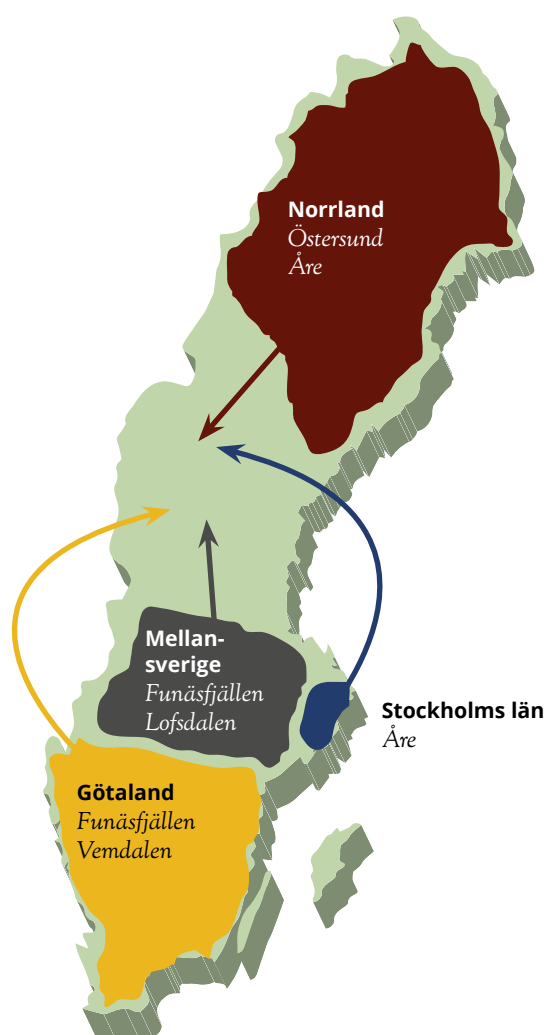 Norrland
Östersund
Åre
Mellan-
sverige
Funäsfjällen
Lofsdalen
Stockholms län
Åre
Götaland
Funäsfjällen
Vemdalen